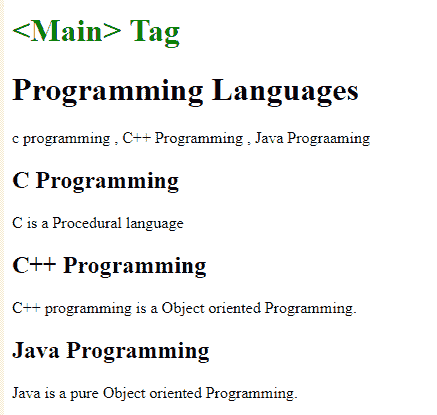 <Main> Tag
Programming Languages
c programming , C++ Programming , Java Prograaming
C Programming
C is a Procedural language
C++ Programming
C++ programming is a Object oriented Programming.
Java Programming
Java is a pure Object oriented Programming.